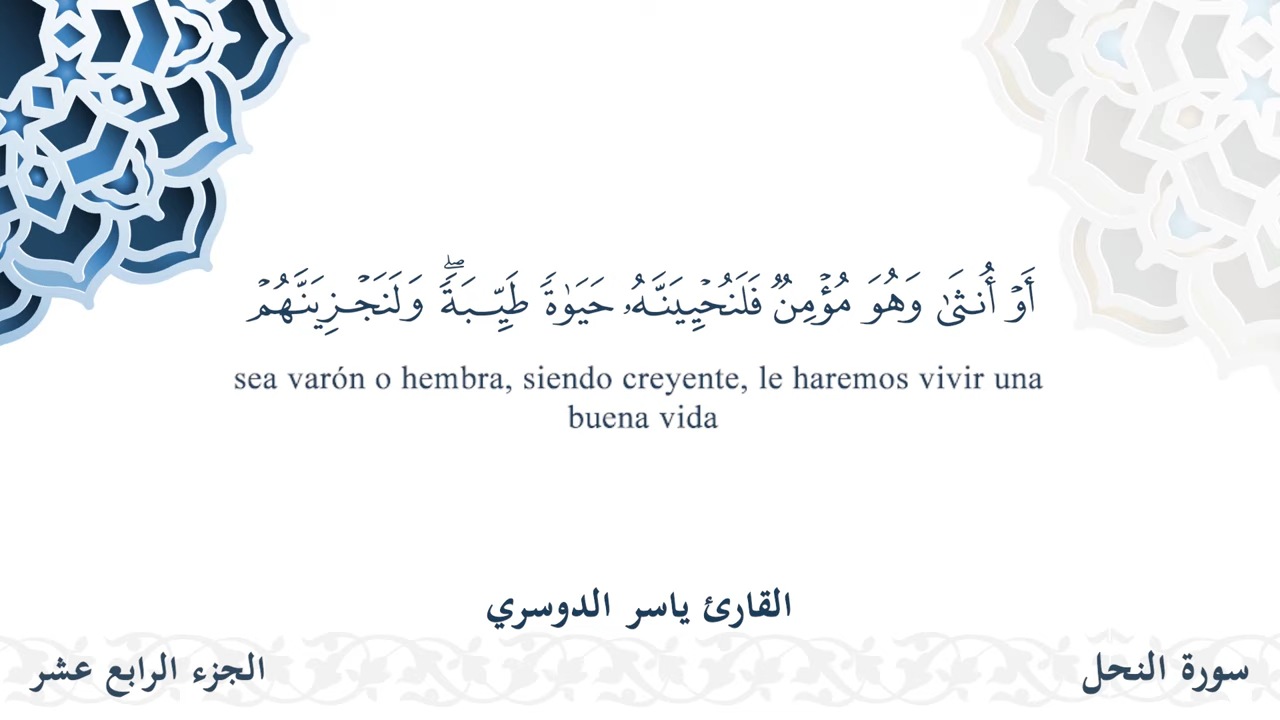 أَوۡ أُنثَىٰ وَهُوَ مُؤۡمِنٞ فَلَنُحۡيِيَنَّهُۥ حَيَوٰةٗ طَيِّبَةٗۖ وَلَنَجۡزِيَنَّهُمۡ
sea varón o hembra, siendo creyente, le haremos vivir una
buena vida
القارئ ياسر الدوسري
سورة النحل
الجزء الرابع عشر